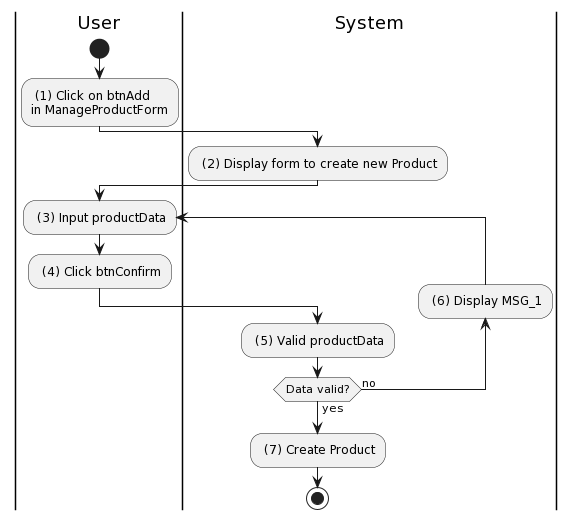 User
System
(1) Click on btnAdd
in ManageProductForm
(2) Display form to create new Product
(3) Input productData
(4) Click btnConfirm
(6) Display MSG_1
(5) Valid productData
Data valid?
no
yes
(7) Create Product